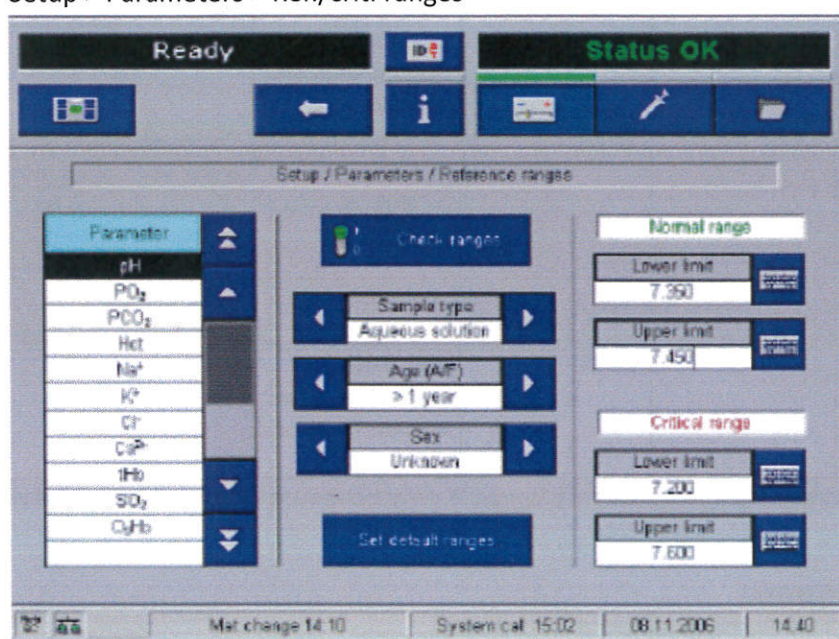 Setup > Parameters > Ref./criti ranges
Ready
ID
Status OK
i
Setup / Parameters / Reference ranges
Parameter
pH
PO₂
PCO₂
Hct
Na⁺
K⁺
Cl⁻
Ca²⁺
tHb
SO₂
O₂Hb
Check ranges
Sample type
Aqueous solution
Age (A/F)
> 1 year
Sex
Unknown
Set default ranges
Normal range
Lower limit
7.350
Upper limit
7.450
Critical range
Lower limit
7.200
Upper limit
7.600
Mat change 14:10
System cal. 15:02
08.11.2006
14:40